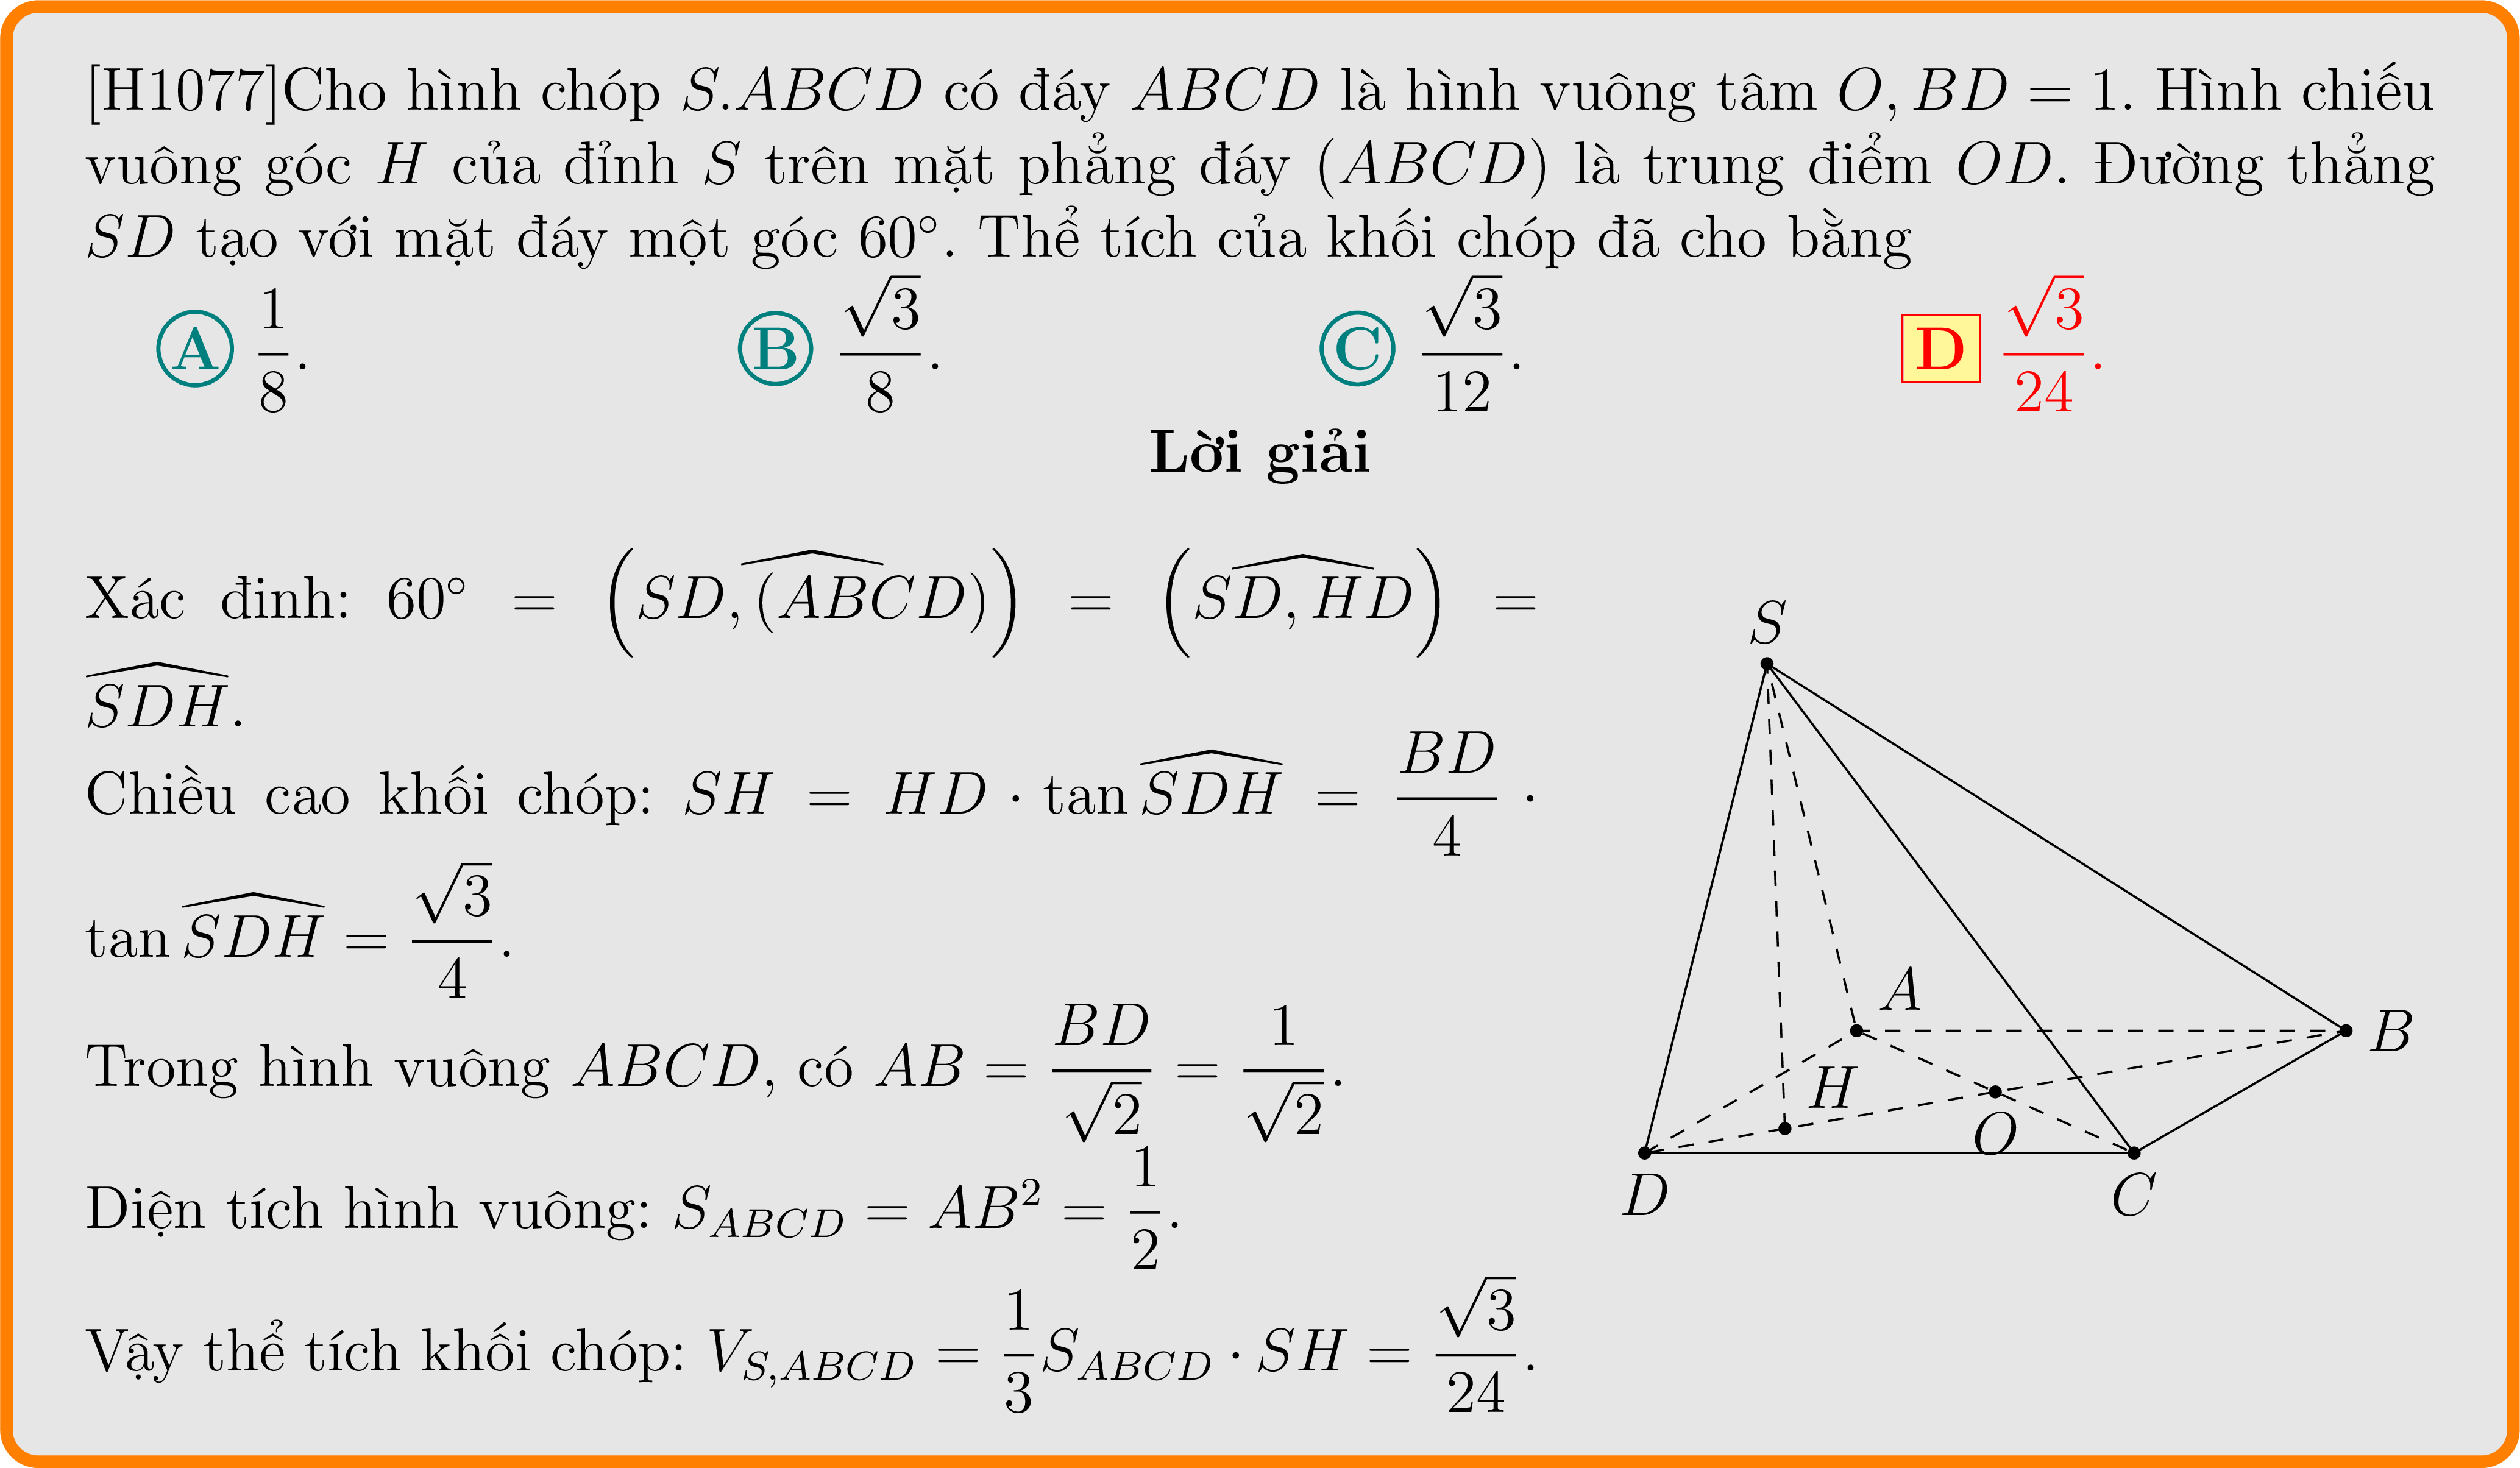 [H1077]Cho hình chóp S.ABCD có đáy ABCD là hình vuông tâm O, BD = 1. Hình chiếu
vuông góc H của đỉnh S trên mặt phẳng đáy (ABCD) là trung điểm OD. Đường thẳng
SD tạo với mặt đáy một góc 60°. Thể tích của khối chóp đã cho bằng
A $\frac{1}{8}$. B $\frac{\sqrt{3}}{8}$. C $\frac{\sqrt{3}}{12}$. D $\frac{\sqrt{3}}{24}$.
Lời giải
Xác đinh: 60° = $\left(\widehat{SD, (ABCD)}\right)$ = $\left(\widehat{SD, HD}\right)$ =
$\widehat{SDH}$.
Chiều cao khối chóp: SH = HD · tan $\widehat{SDH}$ = $\frac{BD}{4}$ ·
tan $\widehat{SDH}$ = $\frac{\sqrt{3}}{4}$.
Trong hình vuông ABCD, có AB = $\frac{BD}{\sqrt{2}}$ = $\frac{1}{\sqrt{2}}$.
Diện tích hình vuông: $S_{ABCD}$ = $AB^2$ = $\frac{1}{2}$.
Vậy thể tích khối chóp: $V_{S,ABCD}$ = $\frac{1}{3}S_{ABCD}$ · SH = $\frac{\sqrt{3}}{24}$.
S
A
B
H
O
D
C